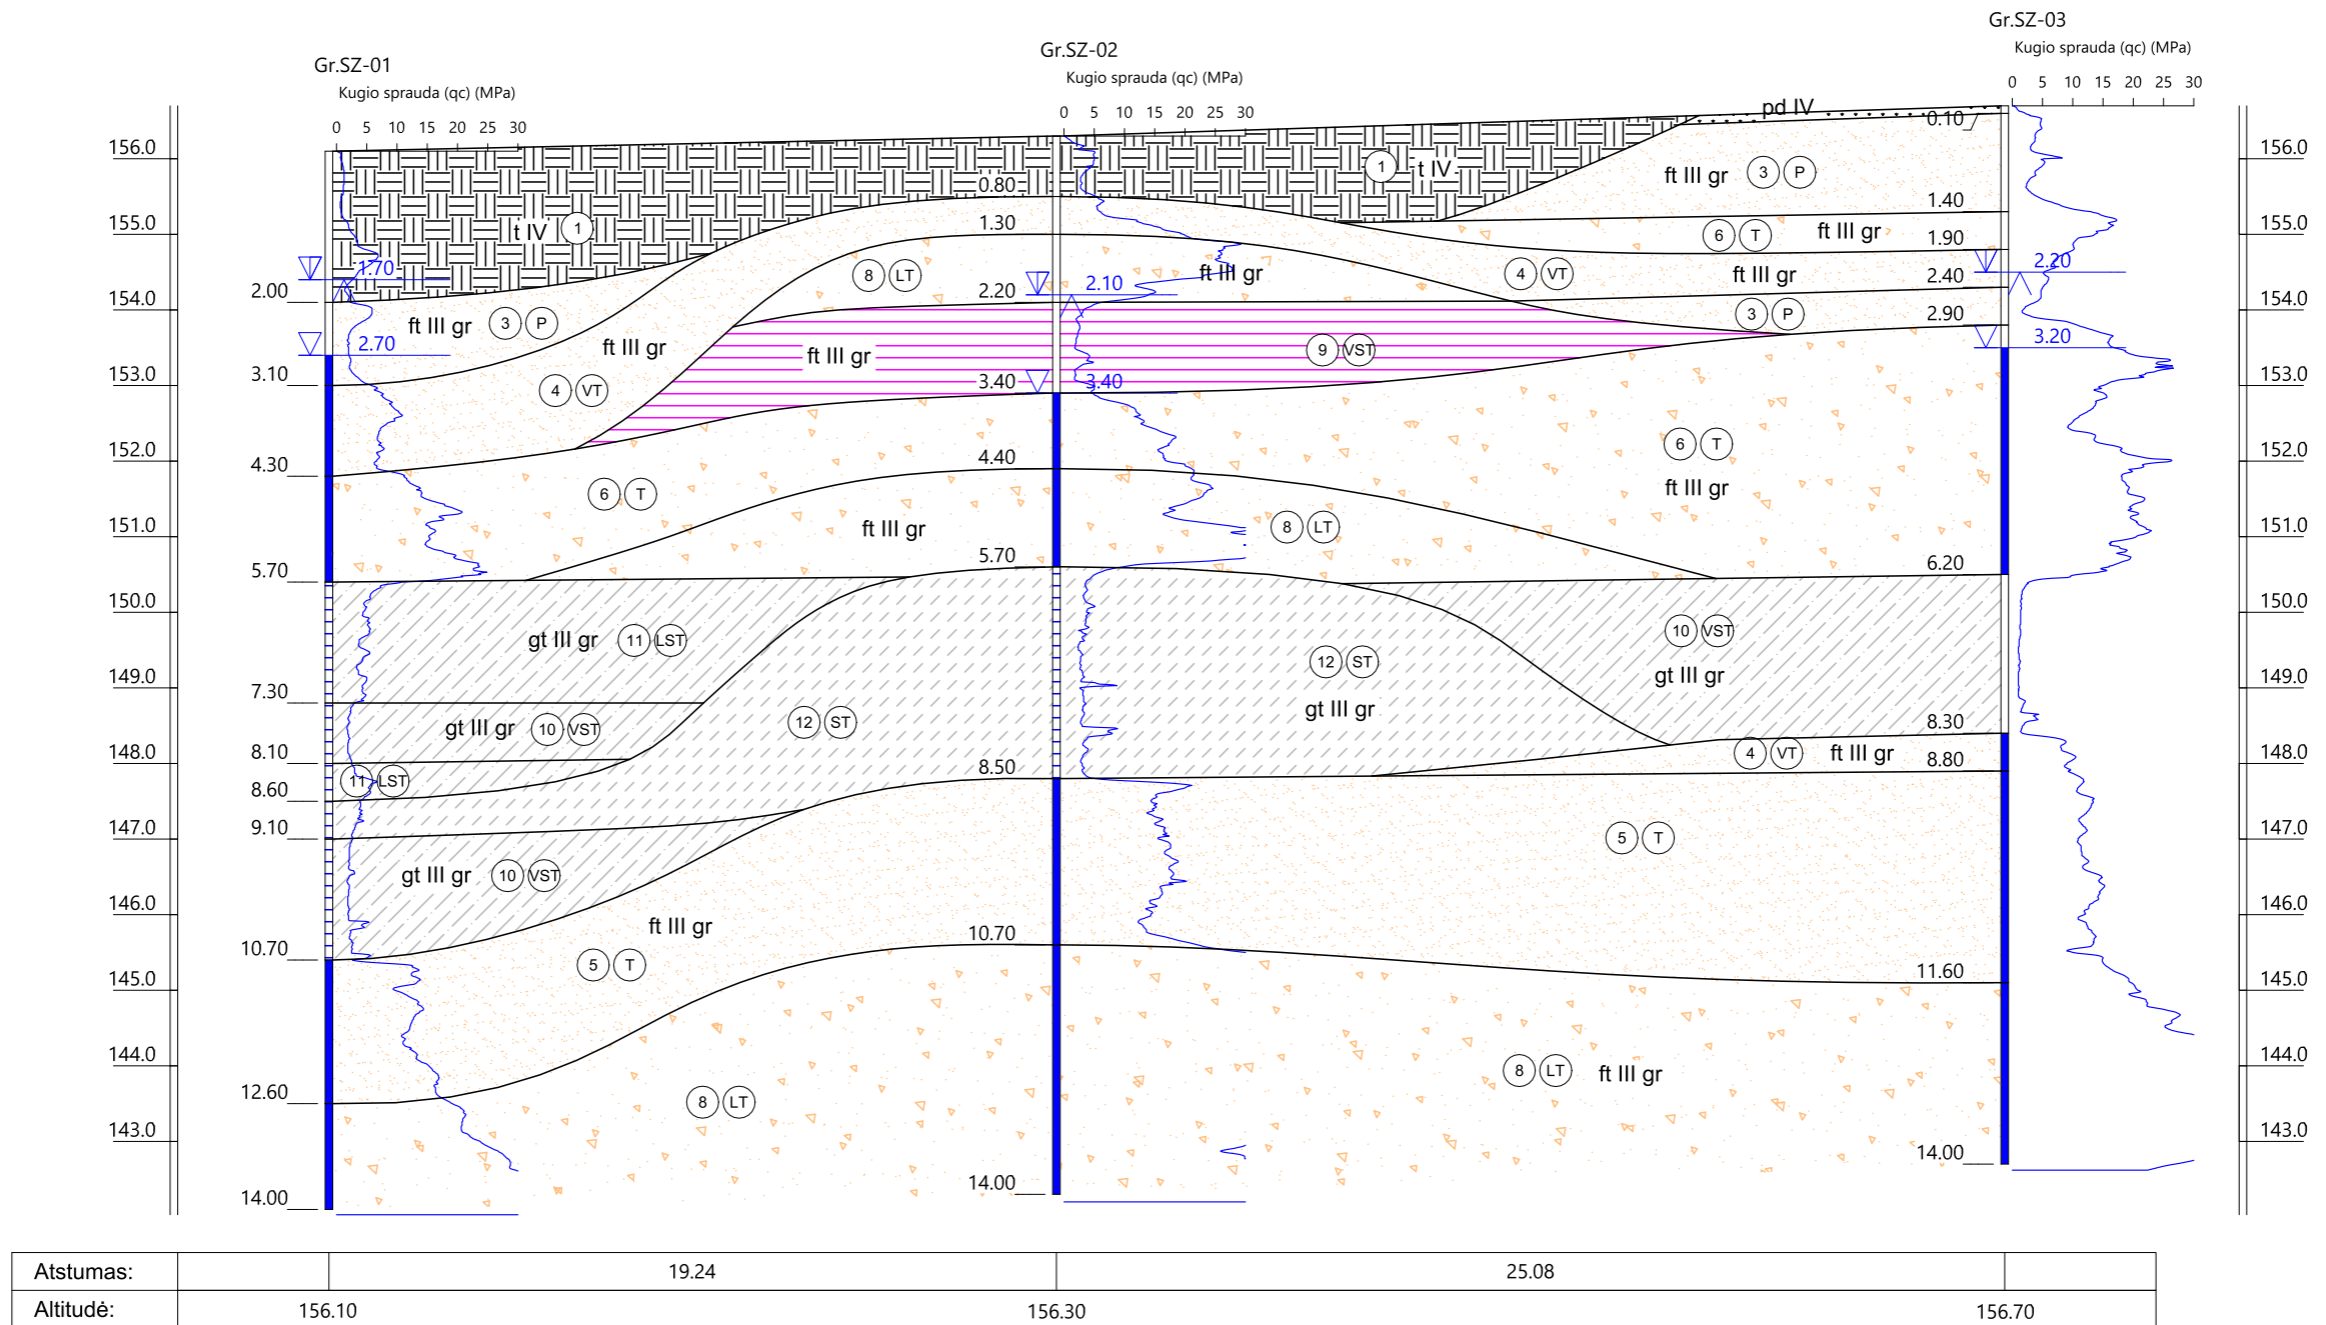 Gr.SZ-03
Kugio sprauda (qc) (MPa)
0 5 10 15 20 25 30
Gr.SZ-02
Kugio sprauda (qc) (MPa)
0 5 10 15 20 25 30
Gr.SZ-01
Kugio sprauda (qc) (MPa)
0 5 10 15 20 25 30
pd IV
0.10
156.0 156.0
1 t IV
ft III gr 3 P
0.80
1.40
155.0 155.0
t IV 1
1.30
6 T ft III gr
1.90
1.70
8 LT
ft III gr
4 VT ft III gr
2.20
2.40
2.00
2.20
2.10
154.0 154.0
ft III gr 3 P
3 P
2.90
2.70
ft III gr
ft III gr
9 VST
3.20
3.10
153.0 153.0
4 VT
3.40 3.40
152.0 152.0
6 T
4.30
4.40
6 T
ft III gr
151.0 151.0
ft III gr
8 LT
5.70
5.70
6.20
150.0 150.0
gt III gr 11 LST
10 VST
12 ST
gt III gr
149.0 149.0
7.30
gt III gr
gt III gr 10 VST
12 ST
8.30
148.0 148.0
8.10
4 VT ft III gr
8.50
8.80
11 LST
8.60
147.0 147.0
9.10
5 T
gt III gr 10 VST
146.0 146.0
ft III gr
10.70
10.70
5 T
145.0 145.0
11.60
144.0 144.0
8 LT ft III gr
12.60
8 LT
143.0 143.0
14.00
14.00
14.00
Atstumas: 19.24 25.08
Altitudė: 156.10 156.30 156.70